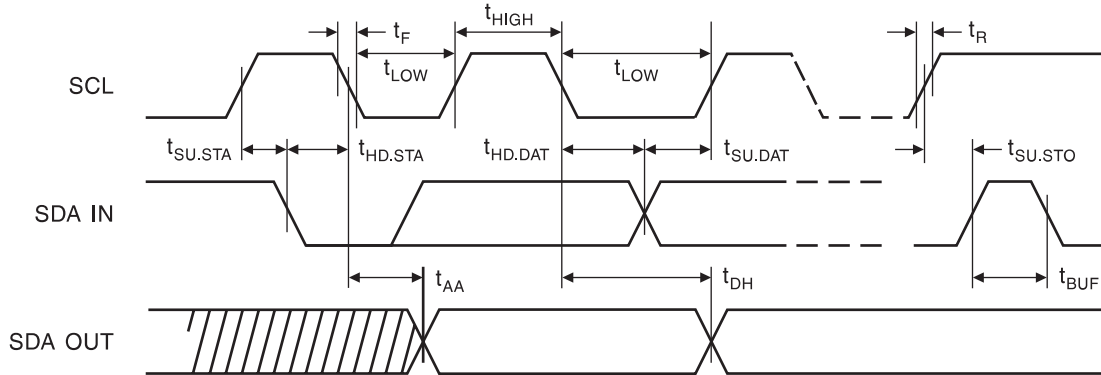 t_F
t_HIGH
t_R
t_LOW
t_LOW
SCL
t_SU.STA
t_HD.STA
t_HD.DAT
t_SU.DAT
t_SU.STO
SDA IN
t_AA
t_DH
t_BUF
SDA OUT